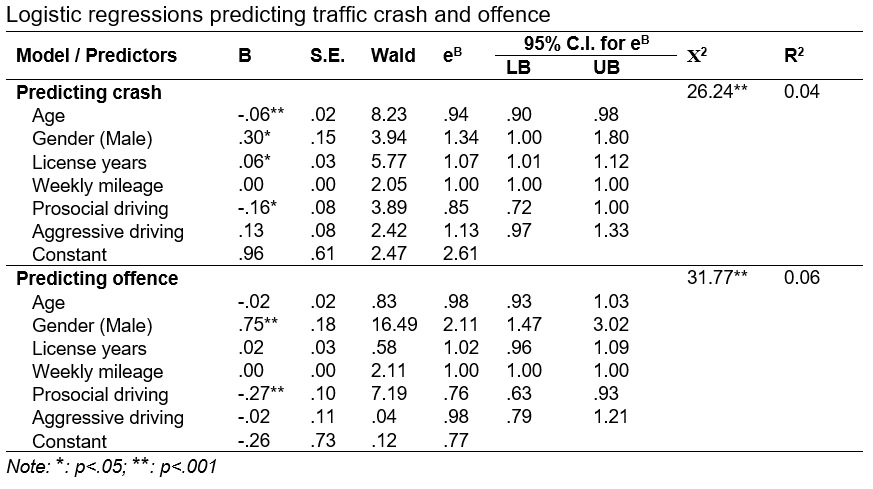 Logistic regressions predicting traffic crash and offence
Model / Predictors B S.E. Wald e^B 95% C.I. for e^B X² R²
LB UB
Predicting crash 26.24** 0.04
Age -.06** .02 8.23 .94 .90 .98
Gender (Male) .30* .15 3.94 1.34 1.00 1.80
License years .06* .03 5.77 1.07 1.01 1.12
Weekly mileage .00 .00 2.05 1.00 1.00 1.00
Prosocial driving -.16* .08 3.89 .85 .72 1.00
Aggressive driving .13 .08 2.42 1.13 .97 1.33
Constant .96 .61 2.47 2.61
Predicting offence 31.77** 0.06
Age -.02 .02 .83 .98 .93 1.03
Gender (Male) .75** .18 16.49 2.11 1.47 3.02
License years .02 .03 .58 1.02 .96 1.09
Weekly mileage .00 .00 2.11 1.00 1.00 1.00
Prosocial driving -.27** .10 7.19 .76 .63 .93
Aggressive driving -.02 .11 .04 .98 .79 1.21
Constant -.26 .73 .12 .77
Note: *: p<.05; **: p<.001